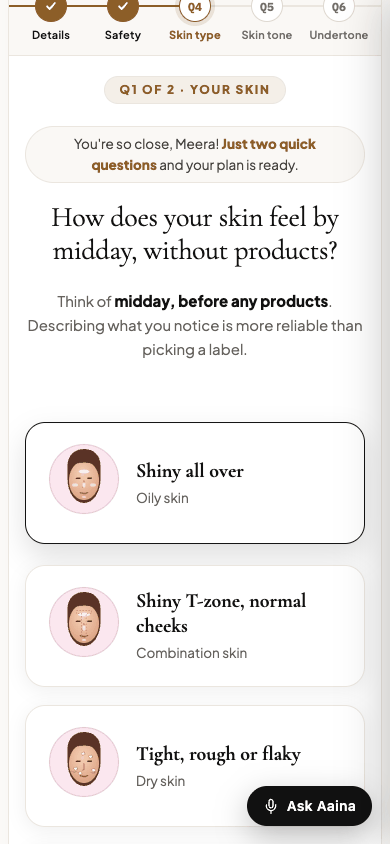 Q4 Q5 Q6
Details Safety Skin type Skin tone Undertone
Q1 OF 2 · YOUR SKIN
You're so close, Meera! Just two quick
questions and your plan is ready.
How does your skin feel by
midday, without products?
Think of midday, before any products.
Describing what you notice is more reliable than
picking a label.
Shiny all over
Oily skin
Shiny T-zone, normal
cheeks
Combination skin
Tight, rough or flaky
Dry skin
Ask Aaina